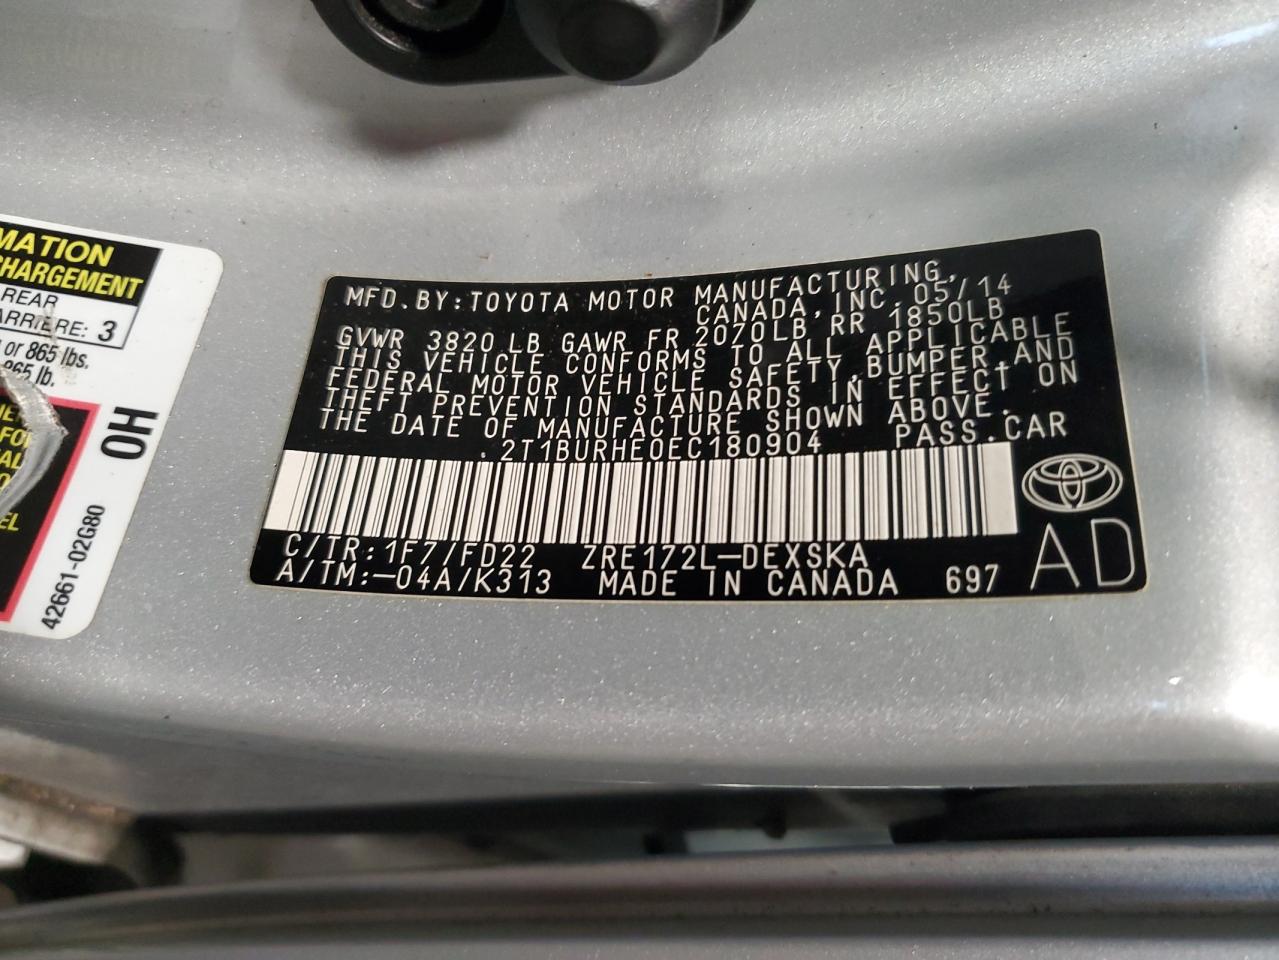 MATION
CHARGEMENT
REAR
ARRIÈRE: 3
or 865 lbs.
865 lb.
EL
OH
42661-02G80
MFD.BY:TOYOTA MOTOR MANUFACTURING,
CANADA,INC.05/14
GVWR 3820 LB GAWR FR 2070LB RR 1850LB
THIS VEHICLE CONFORMS TO ALL APPLICABLE
FEDERAL MOTOR VEHICLE SAFETY,BUMPER,AND
THEFT PREVENTION STANDARDS IN EFFECT ON
THE DATE OF MANUFACTURE SHOWN ABOVE.
.2T1BURHE0EC180904 PASS.CAR
C/TR:1F7/FD22 ZRE172L-DEXSKA
A/TM:-04A/K313 MADE IN CANADA 697
AD